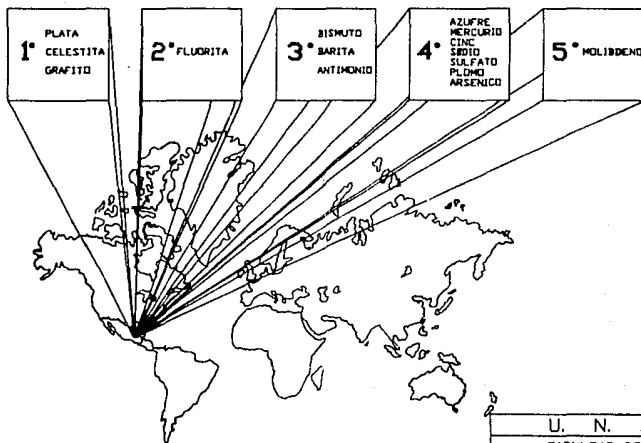 1° PLATA
CELESTITA
GRAFITO
2° FLUORITA
3° BISMUTO
BARITA
ANTIMONIO
4° AZUFRE
MERCURIO
CINC
SODIO
SULFATO
PLOMO
ARSENICO
5° MOLIBDENO
U. N.